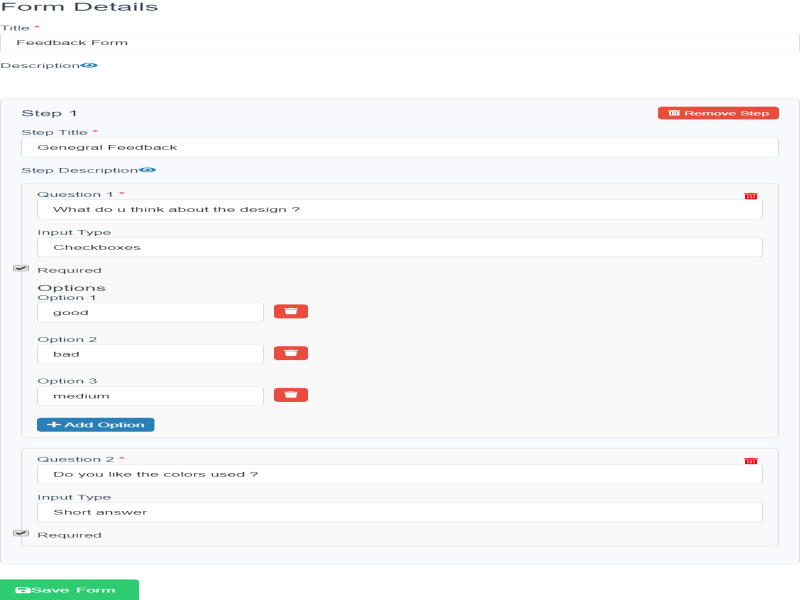 Form Details
Title *
Feedback Form
Description
Step 1
Remove Step
Step Title *
Genegral Feedback
Step Description
Question 1 *
What do u think about the design ?
Input Type
Checkboxes
Required
Options
Option 1
good
Option 2
bad
Option 3
medium
Add Option
Question 2 *
Do you like the colors used ?
Input Type
Short answer
Required
Save Form